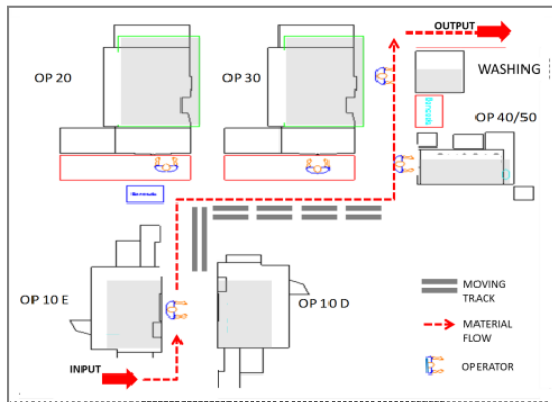 OUTPUT
OP 20
OP 30
WASHING
OP 40/50
OP 10 E
OP 10 D
MOVING
TRACK
MATERIAL
FLOW
INPUT
OPERATOR